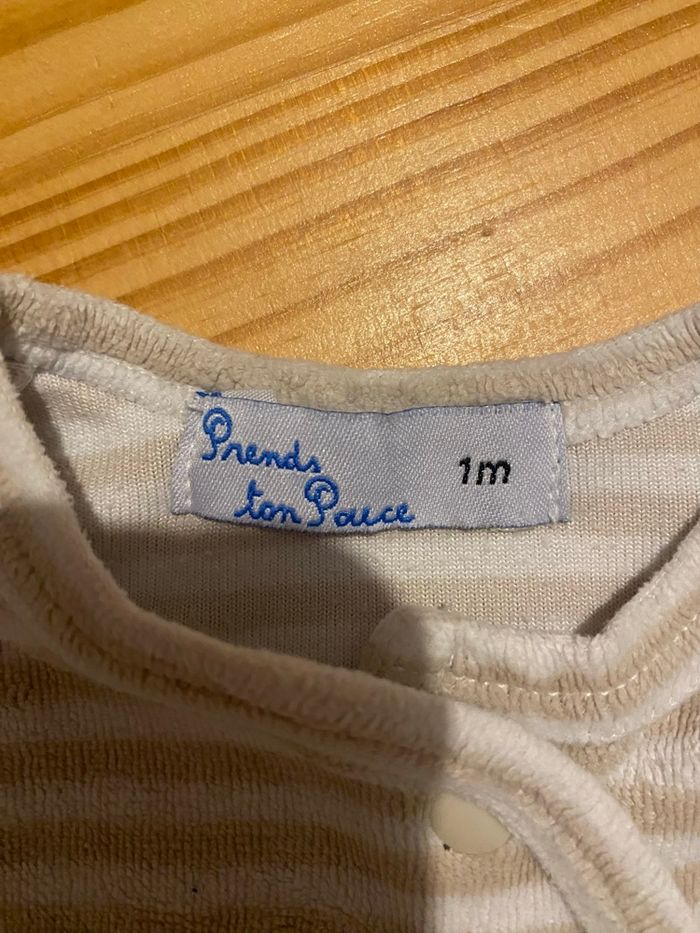 Prends
ton Pouce
1m